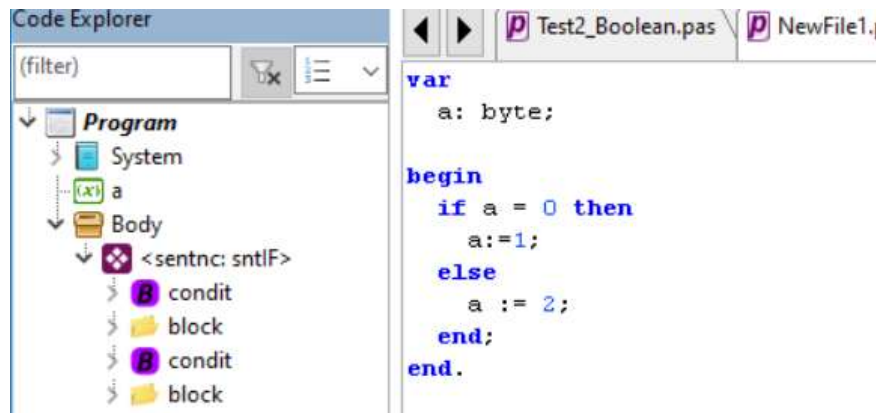 Code Explorer
(filter)
Program
System
(x) a
Body
<sentnc: sntIF>
B condit
block
B condit
block
p Test2_Boolean.pas
p NewFile1.p
var
a: byte;
begin
if a = 0 then
a:=1;
else
a := 2;
end;
end.